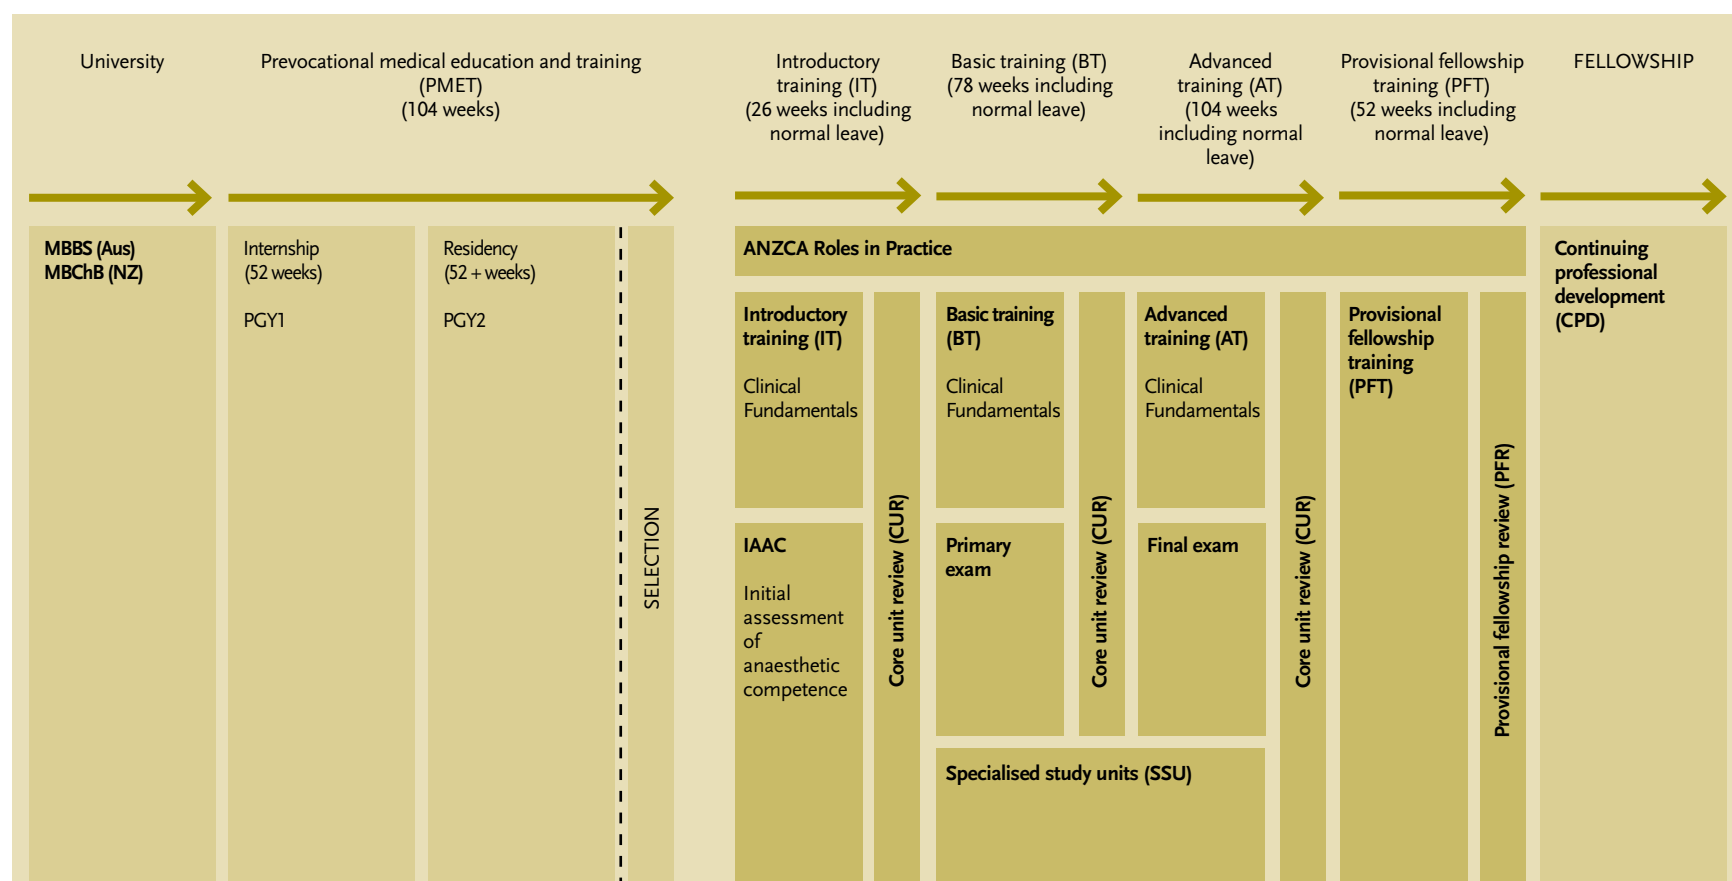 University
Prevocational medical education and training
(PMET)
(104 weeks)
Introductory
training (IT)
(26 weeks including
normal leave)
Basic training (BT)
(78 weeks including
normal leave)
Advanced
training (AT)
(104 weeks
including normal
leave)
Provisional fellowship
training (PFT)
(52 weeks including
normal leave)
FELLOWSHIP
MBBS (Aus)
MBChB (NZ)
Internship
(52 weeks)
PGY1
Residency
(52 + weeks)
PGY2
SELECTION
ANZCA Roles in Practice
Introductory
training (IT)
Clinical
Fundamentals
IAAC
Initial
assessment
of
anaesthetic
competence
Core unit review (CUR)
Basic training
(BT)
Clinical
Fundamentals
Primary
exam
Core unit review (CUR)
Advanced
training (AT)
Clinical
Fundamentals
Final exam
Specialised study units (SSU)
Core unit review (CUR)
Provisional
fellowship
training
(PFT)
Provisional fellowship review (PFR)
Continuing
professional
development
(CPD)